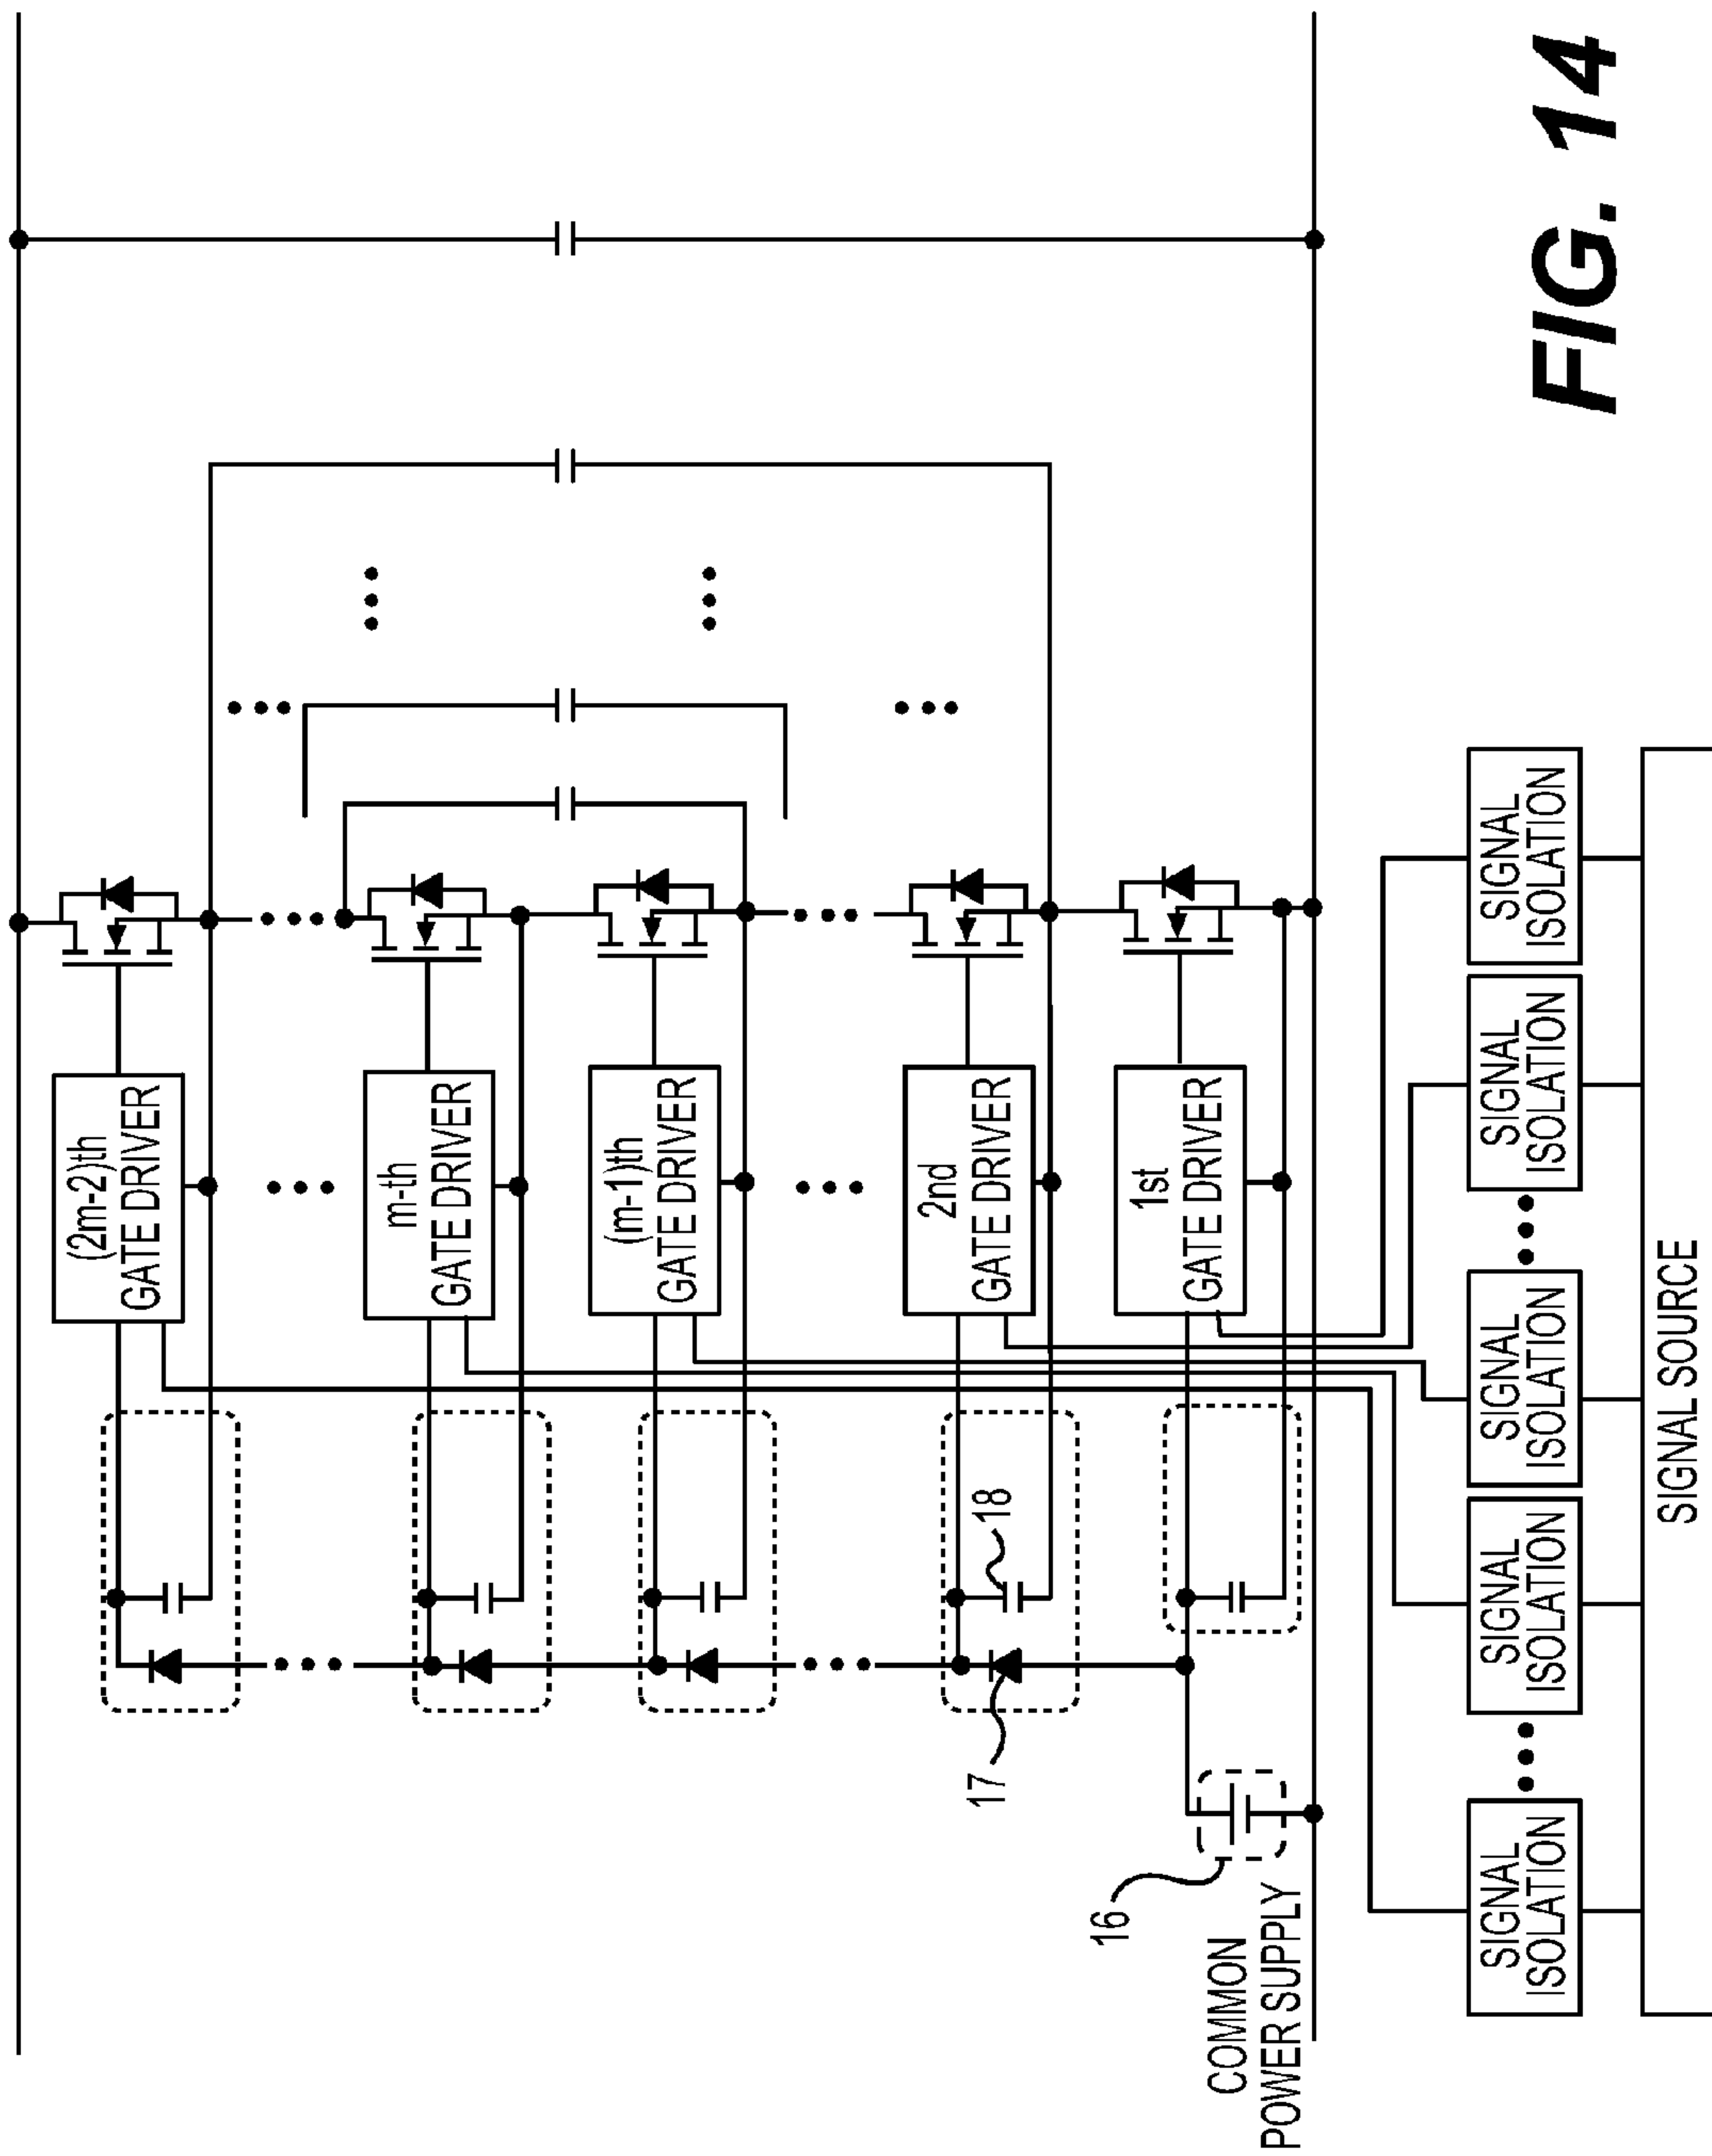 (2m-2)th
GATE DRIVER
m-th
GATE DRIVER
(m-1)th
GATE DRIVER
2nd
GATE DRIVER
1st
GATE DRIVER
18
17
16
COMMON
POWER SUPPLY
SIGNAL
ISOLATION
SIGNAL
ISOLATION
SIGNAL
ISOLATION
SIGNAL
ISOLATION
SIGNAL
ISOLATION
SIGNAL SOURCE
FIG. 14